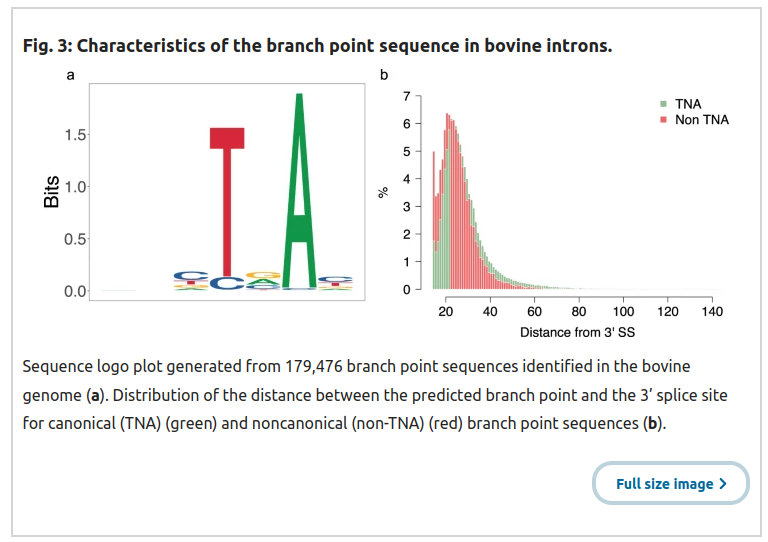 Fig. 3: Characteristics of the branch point sequence in bovine introns.
a
Bits
1.5
1.0
0.5
0.0
T
A
C
b
%
7
6
5
4
3
2
1
0
TNA
Non TNA
20 40 60 80 100 120 140
Distance from 3' SS
Sequence logo plot generated from 179,476 branch point sequences identified in the bovine
genome (a). Distribution of the distance between the predicted branch point and the 3′ splice site
for canonical (TNA) (green) and noncanonical (non-TNA) (red) branch point sequences (b).
Full size image